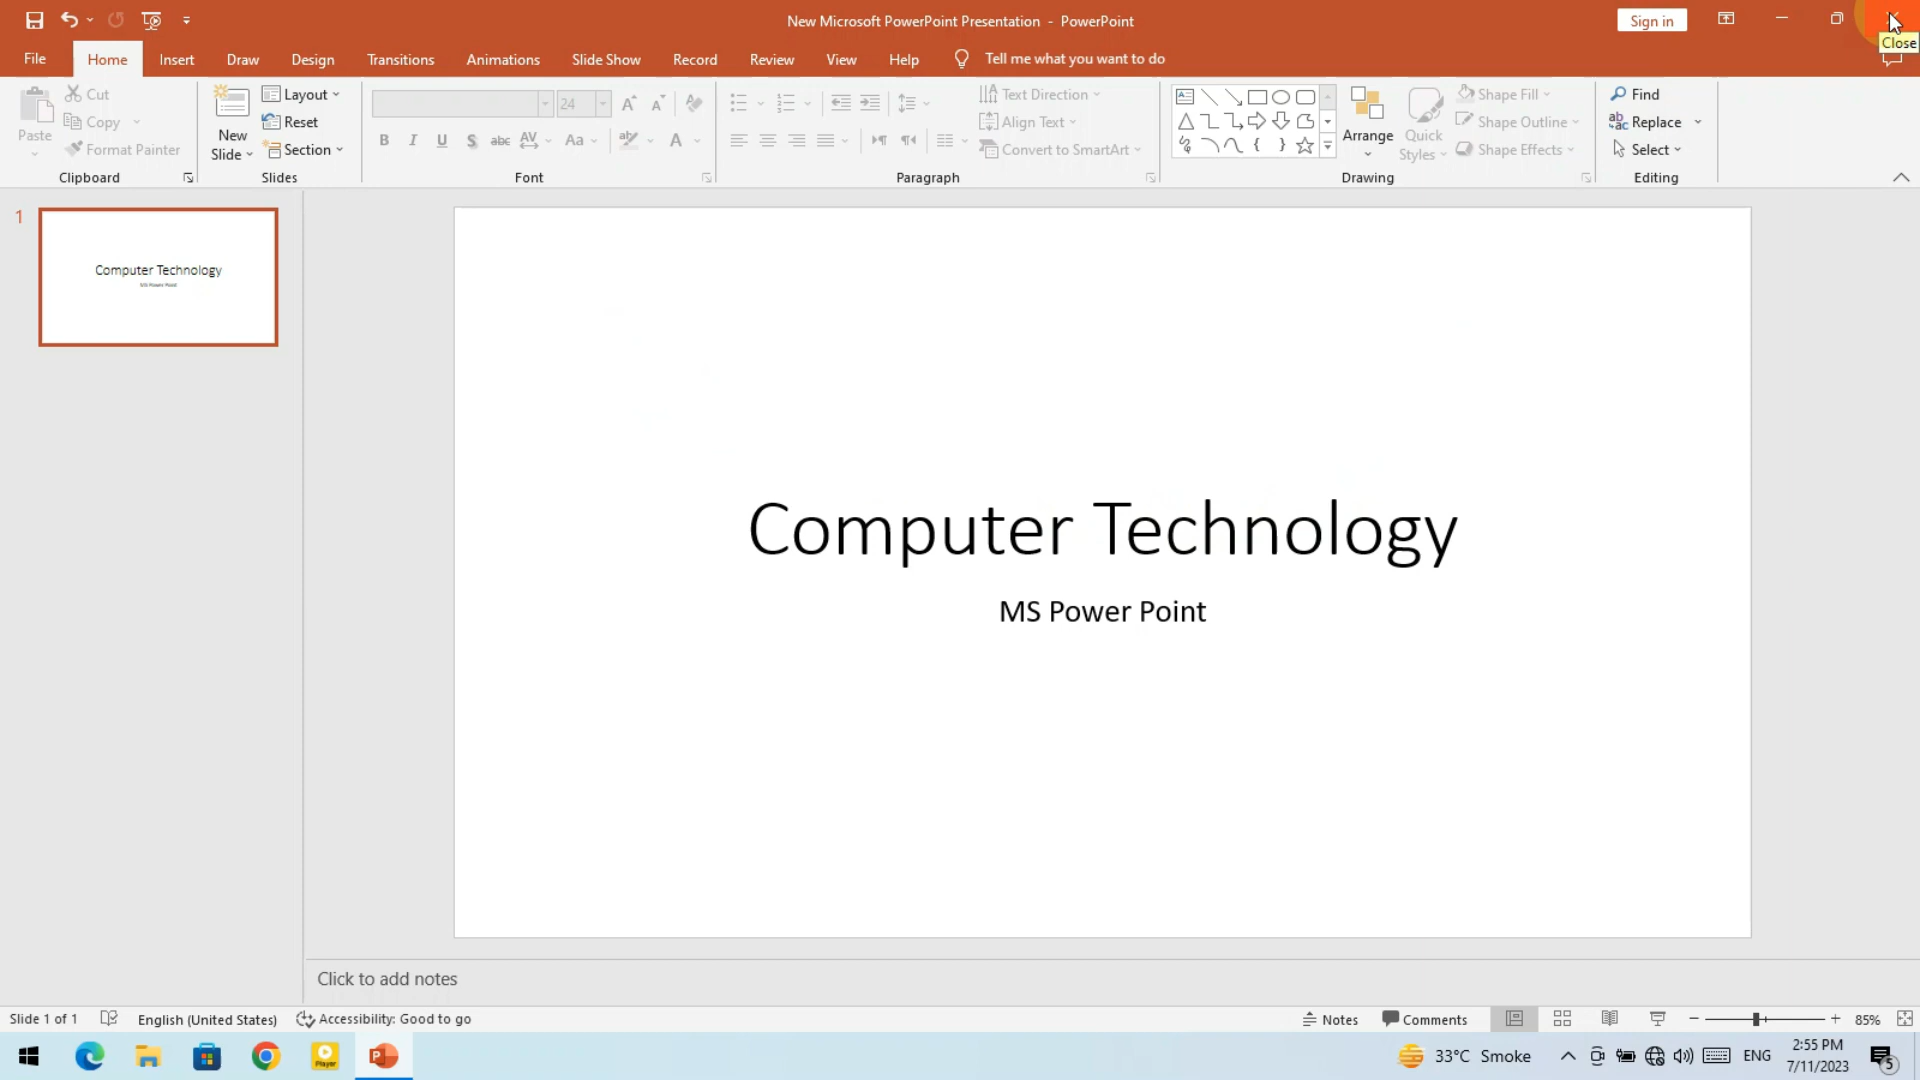 New Microsoft PowerPoint Presentation - PowerPoint
Sign in
Close
File Home Insert Draw Design Transitions Animations Slide Show Record Review View Help Tell me what you want to do
Paste
Cut
Copy
Format Painter
Clipboard
New Slide
Layout
Reset
Section
Slides
24
B I U S abc AV Aa A
Font
Text Direction
Align Text
Convert to SmartArt
Paragraph
Arrange
Quick Styles
Shape Fill
Shape Outline
Shape Effects
Drawing
Find
Replace
Select
Editing
1
Computer Technology
MS Power Point
Computer Technology
MS Power Point
Click to add notes
Slide 1 of 1 English (United States) Accessibility: Good to go Notes Comments 85%
Player
33°C Smoke ENG
2:55 PM
7/11/2023
5